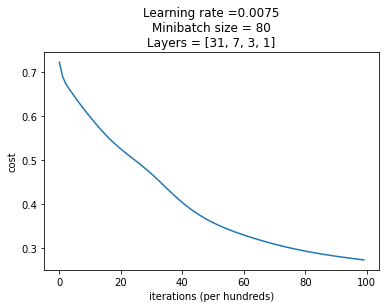 Learning rate =0.0075
Minibatch size = 80
Layers = [31, 7, 3, 1]
0.7
0.6
0.5
0.4
0.3
cost
0 20 40 60 80 100
iterations (per hundreds)